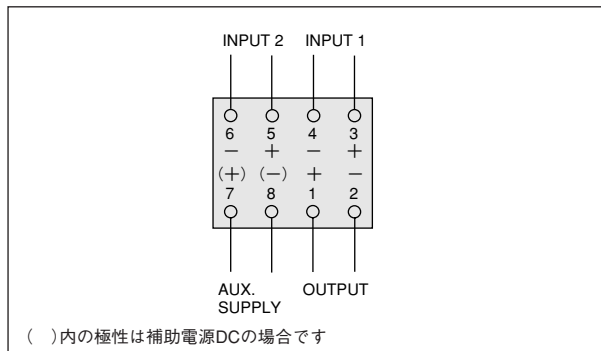 INPUT 2 INPUT 1
6 5 4 3
− + − +
(+) (−) + −
7 8 1 2
AUX. SUPPLY OUTPUT
( )内の極性は補助電源DCの場合です